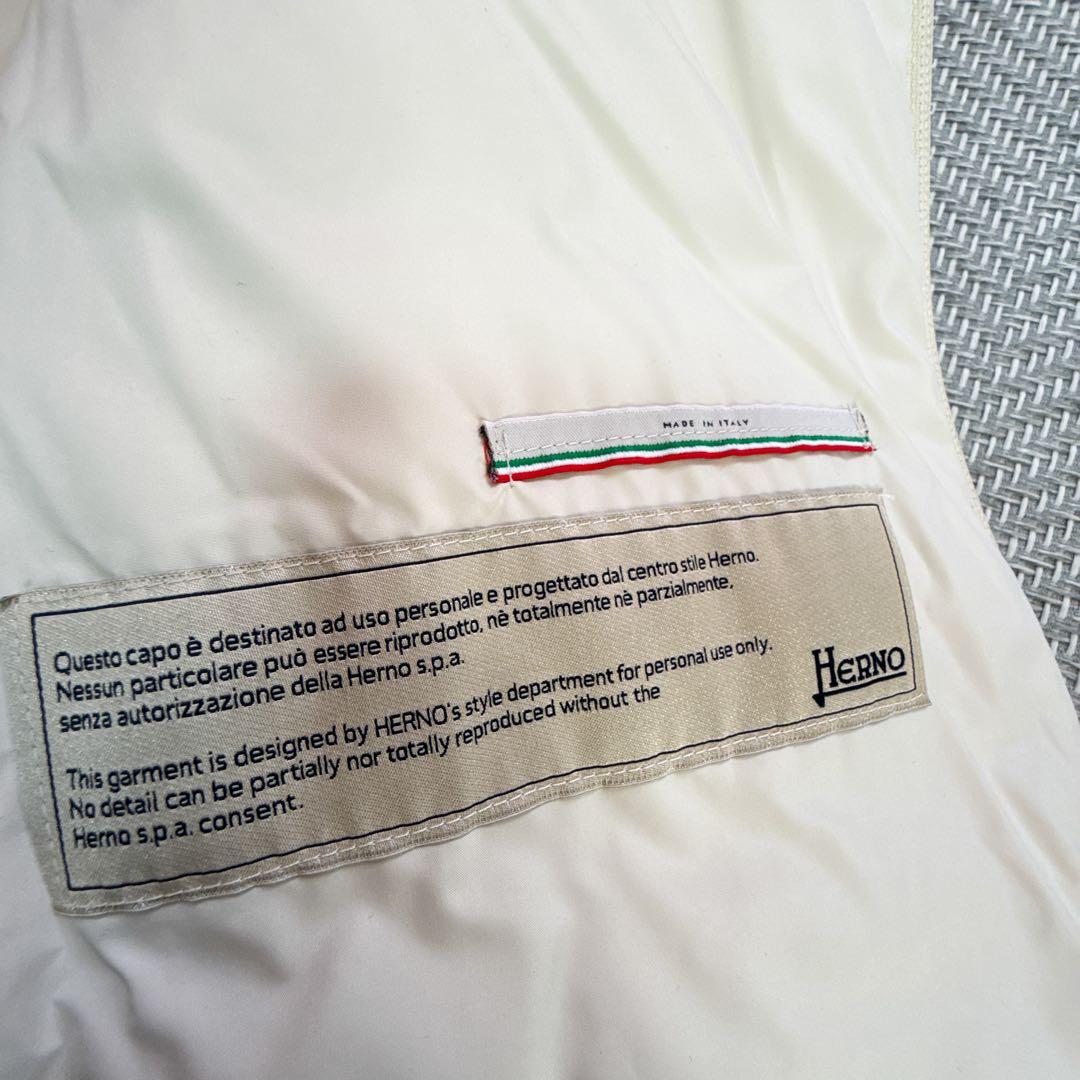 MADE IN ITALY
Questo capo è destinato ad uso personale e progettato dal centro stile Herno.
Nessun particolare può essere riprodotto, nè totalmente nè parzialmente,
senza autorizzazione della Herno s.p.a.
This garment is designed by HERNO's style department for personal use only.
No detail can be partially nor totally reproduced without the
Herno s.p.a. consent.
HERNO